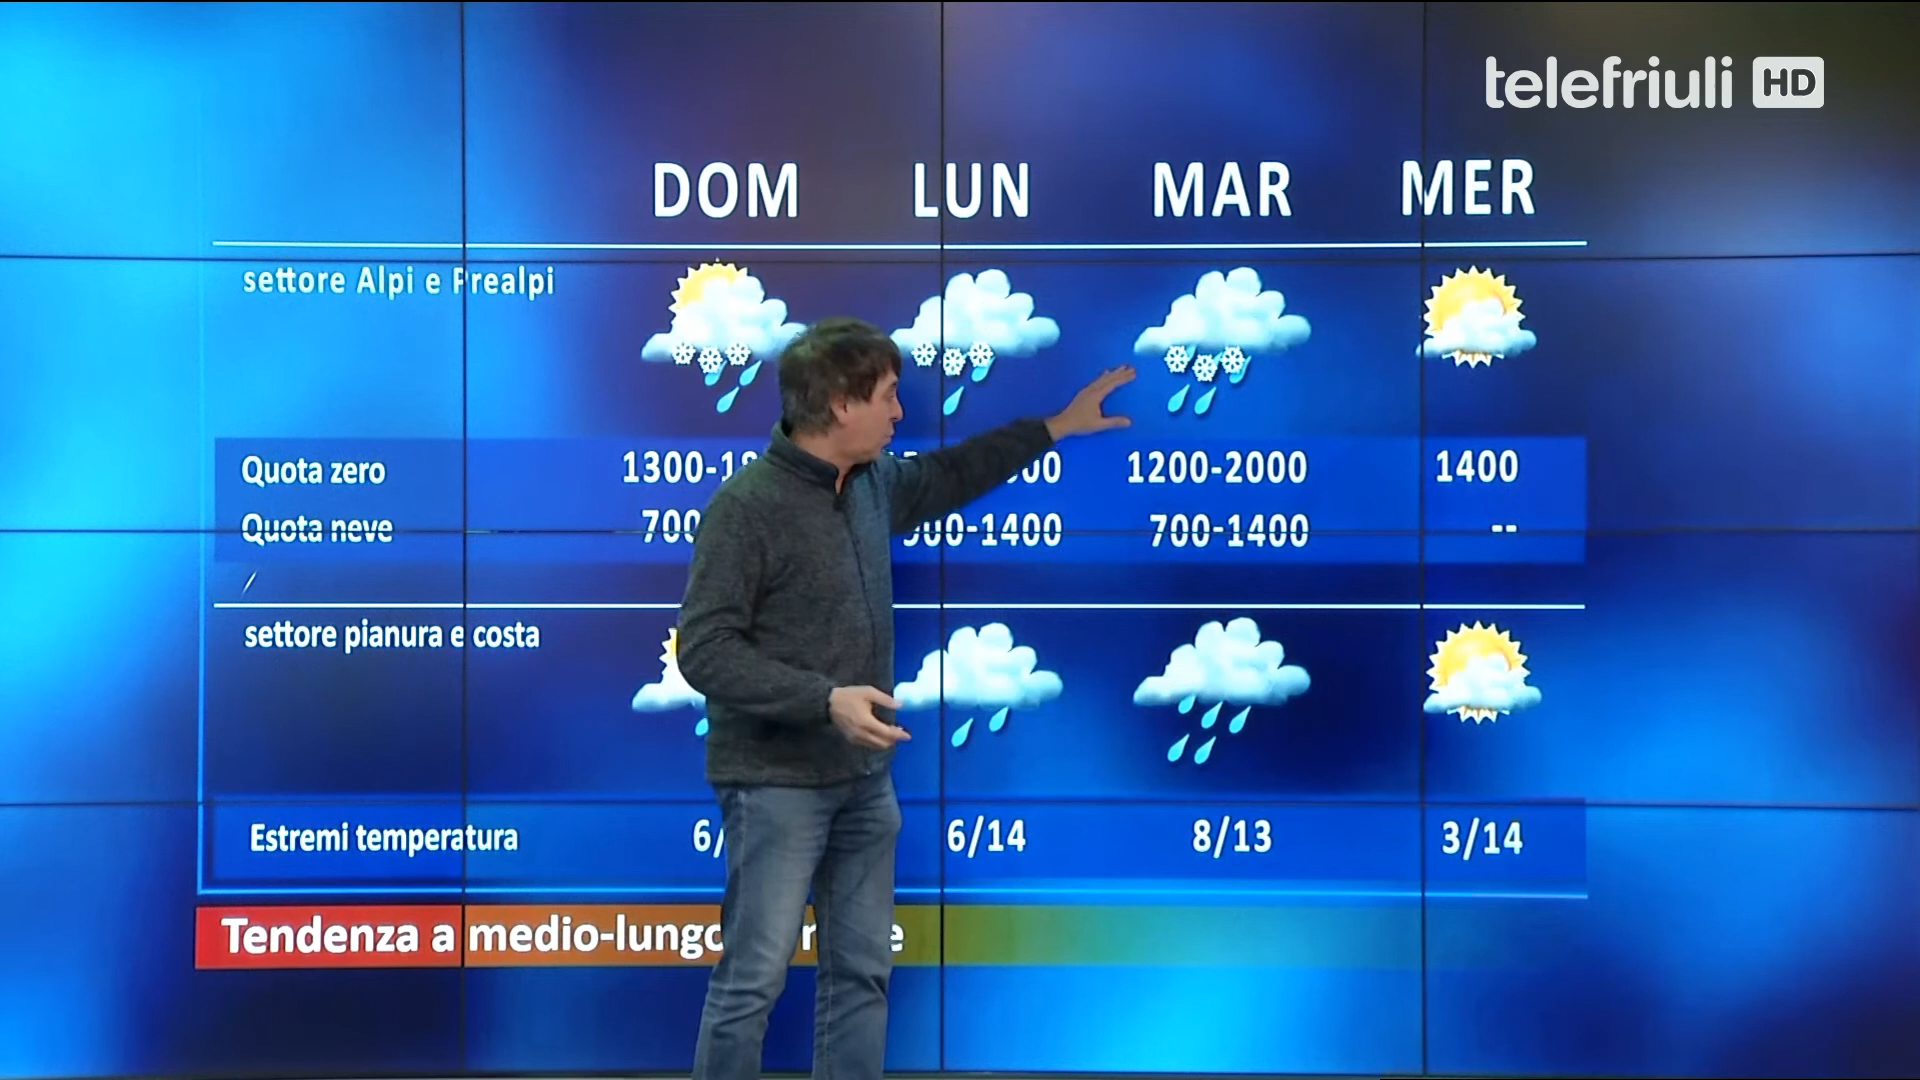 telefriuli HD
DOM LUN MAR MER
settore Alpi e Prealpi
Quota zero 1200-2000 1400
Quota neve 700-1400 --
settore pianura e costa
Estremi temperatura 6/14 8/13 3/14
Tendenza a